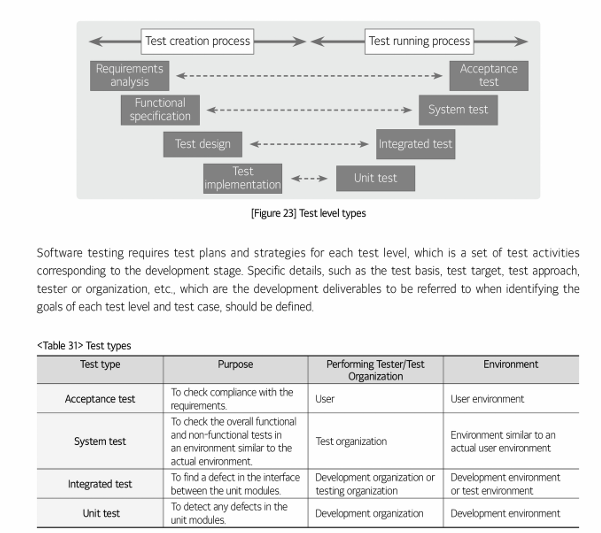 Test creation process
Test running process
Requirements
analysis
Acceptance
test
Functional
specification
System test
Test design
Integrated test
Test
implementation
Unit test
[Figure 23] Test level types
Software testing requires test plans and strategies for each test level, which is a set of test activities
corresponding to the development stage. Specific details, such as the test basis, test target, test approach,
tester or organization, etc., which are the development deliverables to be referred to when identifying the
goals of each test level and test case, should be defined.
<Table 31> Test types
Test type
Purpose
Performing Tester/Test
Organization
Environment
Acceptance test
To check compliance with the
requirements.
User
User environment
System test
To check the overall functional
and non-functional tests in
an environment similar to the
actual environment.
Test organization
Environment similar to an
actual user environment
Integrated test
To find a defect in the interface
between the unit modules.
Development organization or
testing organization
Development environment
or test environment
Unit test
To detect any defects in the
unit modules.
Development organization
Development environment